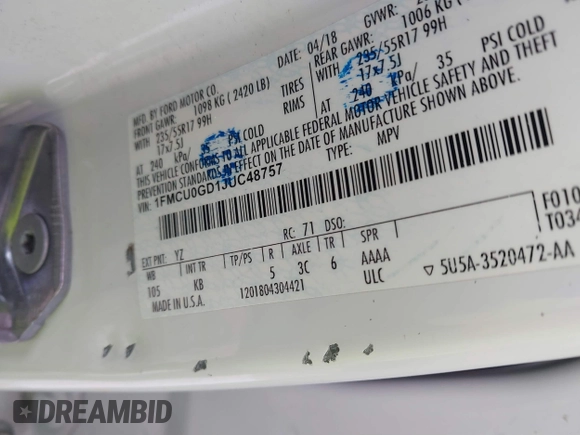 MFD. BY FORD MOTOR CO.
DATE: 04/18
GVWR:
FRONT GAWR: 1098 KG ( 2420 LB)
REAR GAWR: 1006 KG (
WITH 235/55R17 99H TIRES
WITH 235/55R17 99H
17x7.5J RIMS
17x7.5J
AT 240 kPa/ PSI COLD
AT 240 kPa/ 35 PSI COLD
THIS VEHICLE CONFORMS TO ALL APPLICABLE FEDERAL MOTOR VEHICLE SAFETY AND THEFT
PREVENTION STANDARDS IN EFFECT ON THE DATE OF MANUFACTURE SHOWN ABOVE.
1FMCU0GD1JUC48757
TYPE: MPV
F010
T034
EXT PNT: YZ RC: 71 DSO:
WB INT TR TP/PS R AXLE TR SPR
105 KB 5 3C 6 AAAA
MADE IN U.S.A. 1201804304421 ULC
▽ 5U5A-3520472-AA
DREAMBID